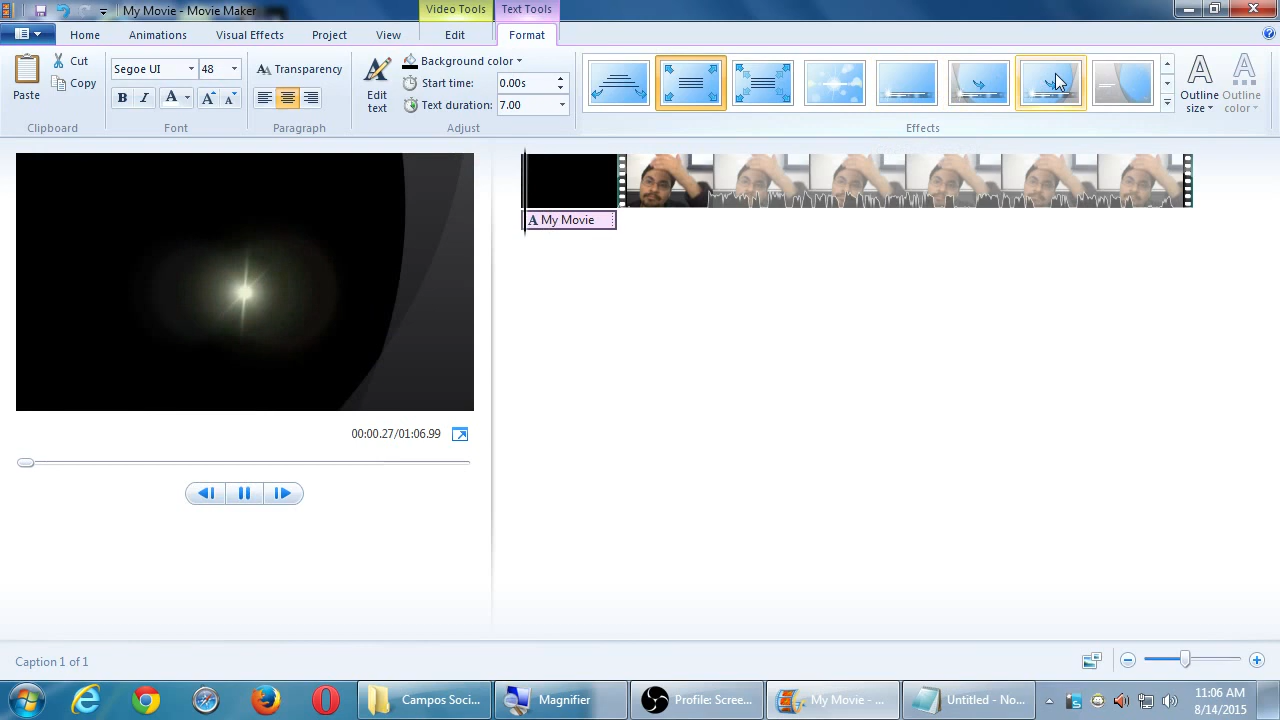 My Movie - Movie Maker
Video Tools
Text Tools
Home
Animations
Visual Effects
Project
View
Edit
Format
Paste
Cut
Copy
Clipboard
Segoe UI
48
B I A A A
Font
Transparency
Paragraph
A
Edit text
Background color
Start time: 0.00s
Text duration: 7.00
Adjust
Effects
A
Outline size
A
Outline color
A My Movie
00:00.27/01:06.99
Caption 1 of 1
Campos Soci...
Magnifier
Profile: Scree...
My Movie - ...
Untitled - No...
11:06 AM
8/14/2015